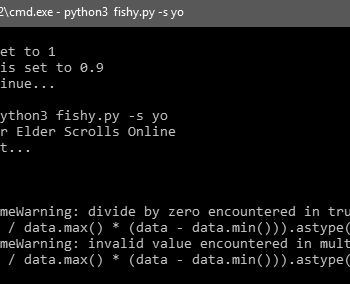 2\cmd.exe - python3 fishy.py -s yo
et to 1
is set to 0.9
inue...
ython3 fishy.py -s yo
r Elder Scrolls Online
t...
meWarning: divide by zero encountered in tru
/ data.max() * (data - data.min())).astype(
meWarning: invalid value encountered in mult
/ data.max() * (data - data.min())).astype(